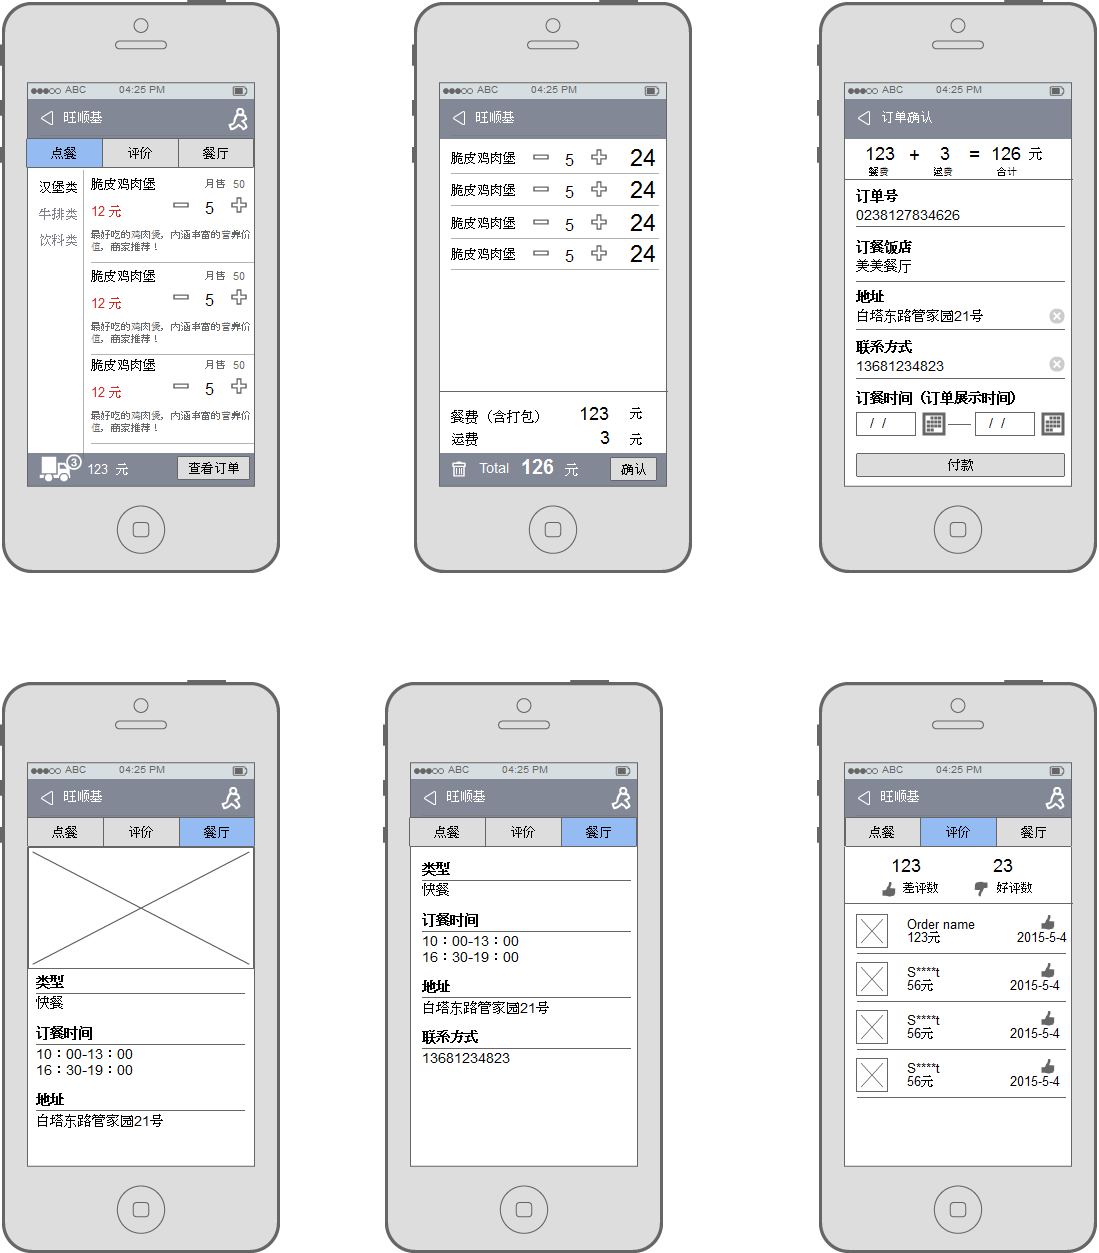 ABC 04:25 PM
旺顺基
点餐 评价 餐厅
汉堡类
牛排类
饮料类
脆皮鸡肉堡 月售 50
12 元 5
最好吃的鸡肉煲，内涵丰富的营养价
值，商家推荐！
脆皮鸡肉堡 月售 50
12 元 5
最好吃的鸡肉煲，内涵丰富的营养价
值，商家推荐！
脆皮鸡肉堡 月售 50
12 元 5
最好吃的鸡肉煲，内涵丰富的营养价
值，商家推荐！
3 123 元 查看订单
ABC 04:25 PM
旺顺基
脆皮鸡肉堡 5 24
脆皮鸡肉堡 5 24
脆皮鸡肉堡 5 24
脆皮鸡肉堡 5 24
餐费（含打包） 123 元
运费 3 元
Total 126 元 确认
ABC 04:25 PM
订单确认
123 + 3 = 126 元
餐费 运费 合计
订单号
0238127834626
订餐饭店
美美餐厅
地址
白塔东路管家园21号
联系方式
13681234823
订餐时间（订单展示时间）
/ / — / /
付款
ABC 04:25 PM
旺顺基
点餐 评价 餐厅
类型
快餐
订餐时间
10：00-13：00
16：30-19：00
地址
白塔东路管家园21号
ABC 04:25 PM
旺顺基
点餐 评价 餐厅
类型
快餐
订餐时间
10：00-13：00
16：30-19：00
地址
白塔东路管家园21号
联系方式
13681234823
ABC 04:25 PM
旺顺基
点餐 评价 餐厅
123 23
差评数 好评数
Order name
123元 2015-5-4
S****t
56元 2015-5-4
S****t
56元 2015-5-4
S****t
56元 2015-5-4